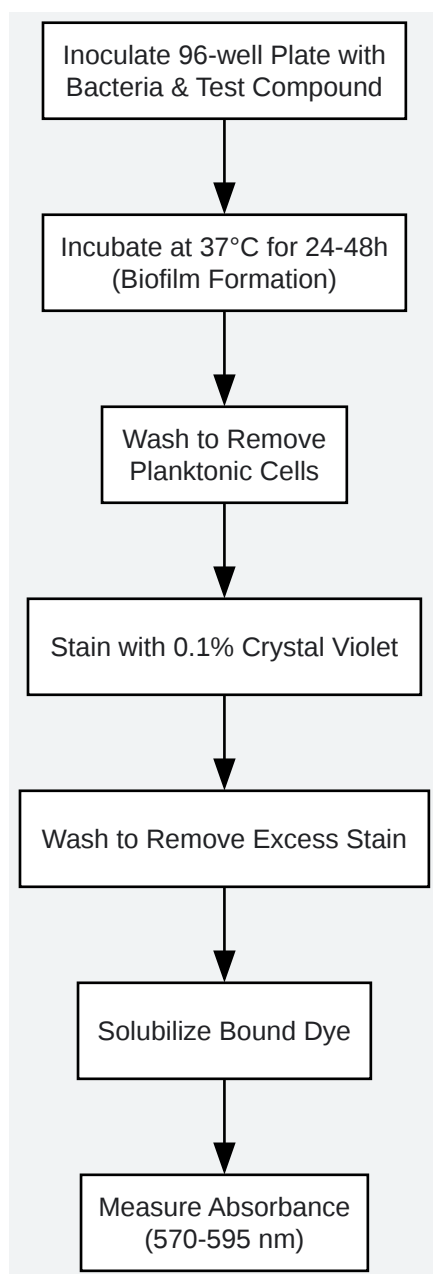 Inoculate 96-well Plate with
Bacteria & Test Compound
Incubate at 37°C for 24-48h
(Biofilm Formation)
Wash to Remove
Planktonic Cells
Stain with 0.1% Crystal Violet
Wash to Remove Excess Stain
Solubilize Bound Dye
Measure Absorbance
(570-595 nm)